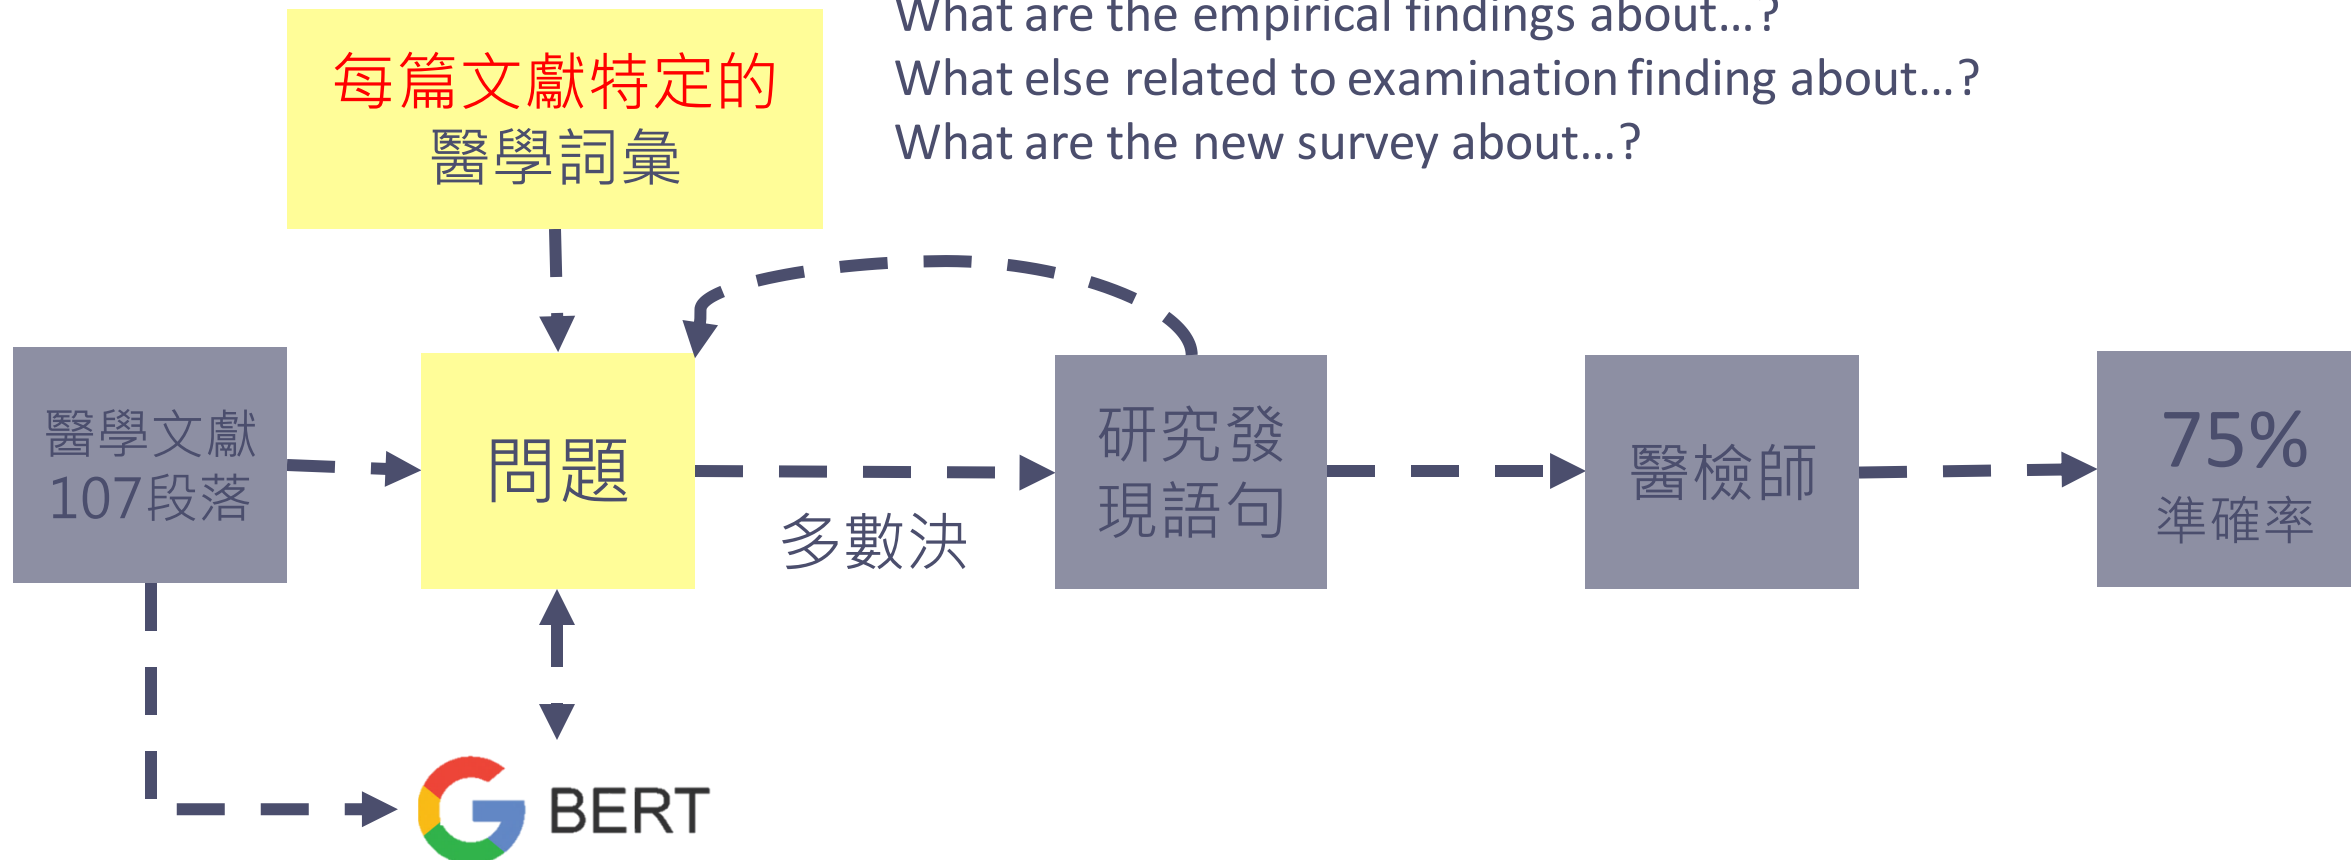 What are the empirical findings about...?
What else related to examination finding about...?
What are the new survey about...?
每篇文獻特定的
醫學詞彙
醫學文獻
107段落
問題
多數決
研究發
現語句
醫檢師
75%
準確率
BERT